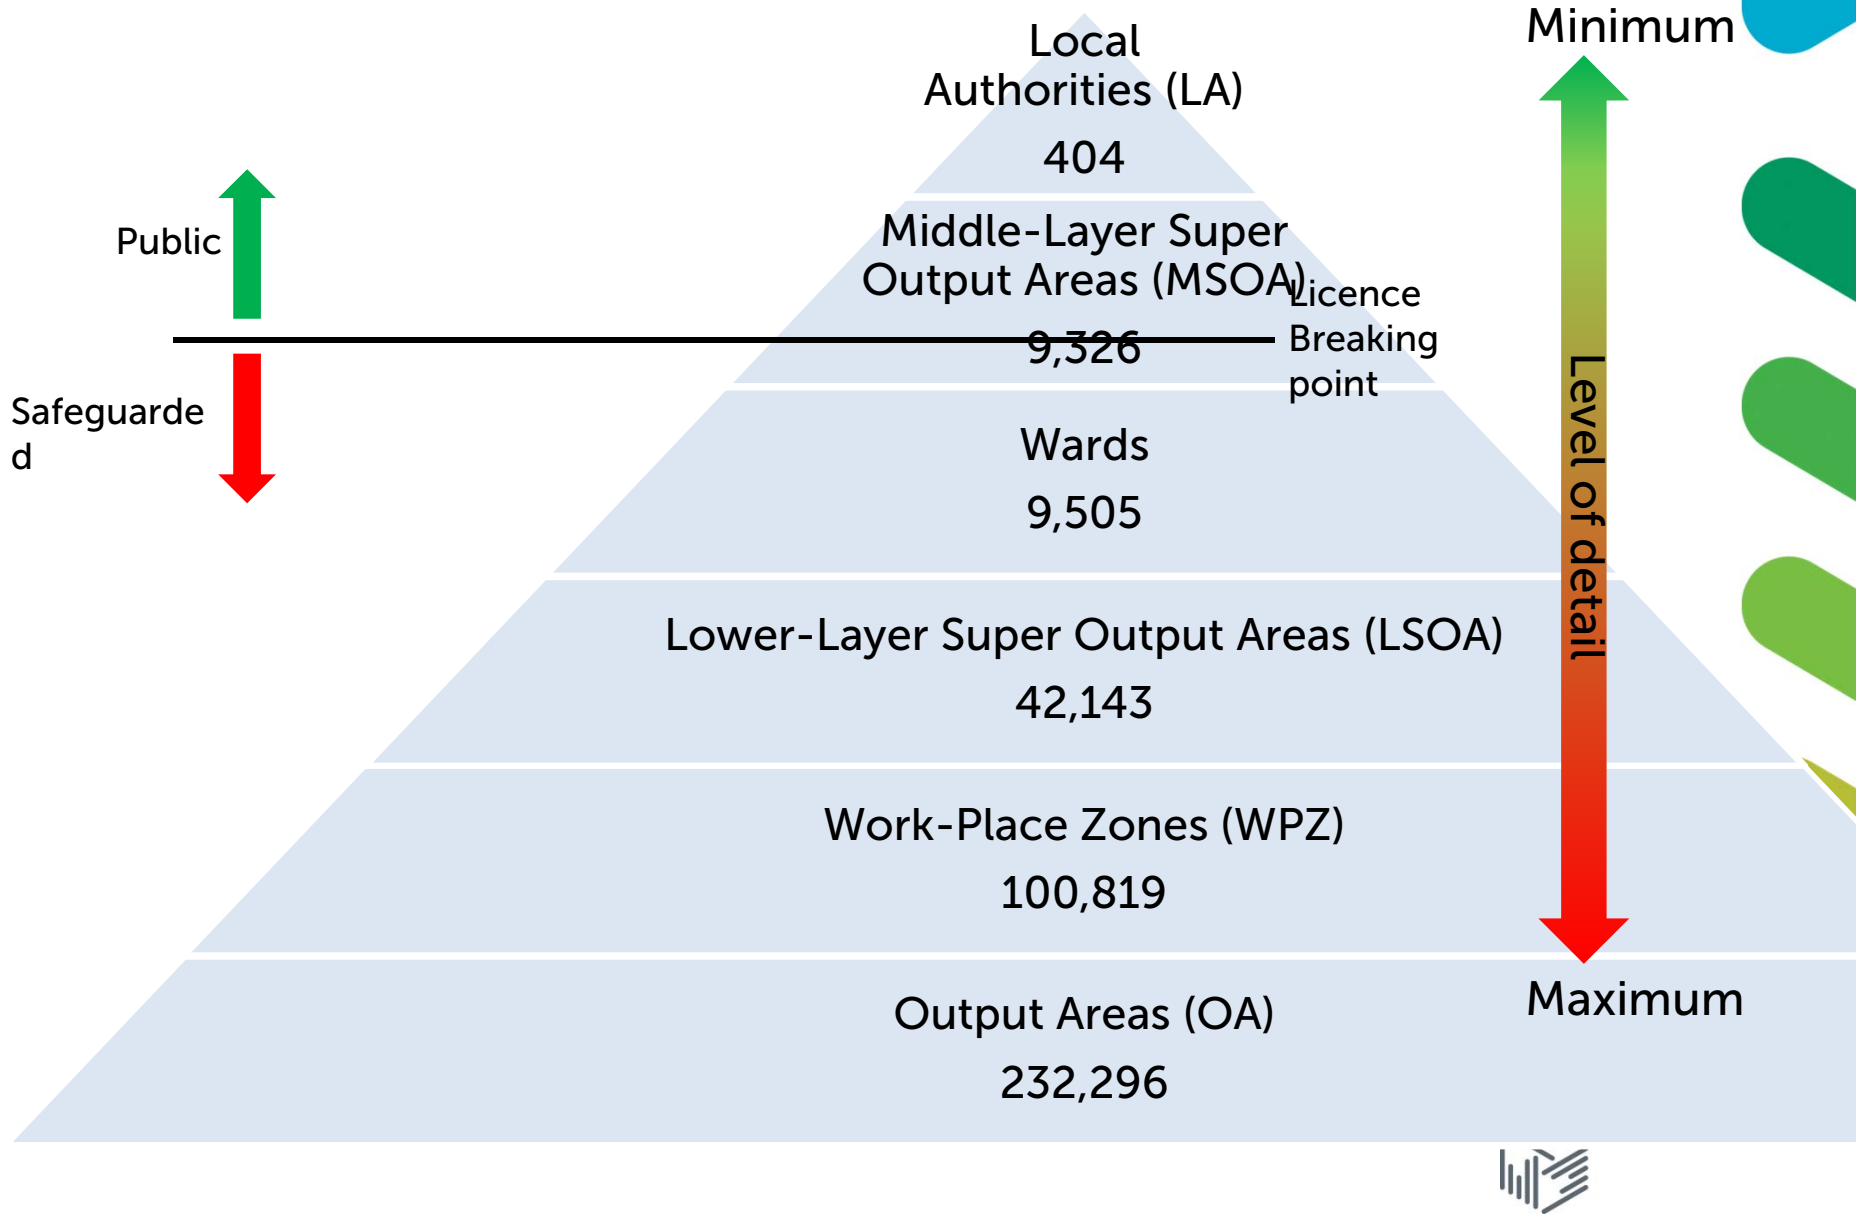 Local
Authorities (LA)
404
Minimum
Public
Middle-Layer Super
Output Areas (MSOA)
9,326
Licence
Breaking
point
Safeguarde
d
Wards
9,505
Level of detail
Lower-Layer Super Output Areas (LSOA)
42,143
Work-Place Zones (WPZ)
100,819
Maximum
Output Areas (OA)
232,296